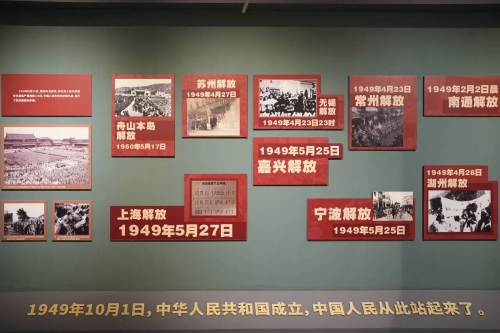 舟山本岛
解放
1950年5月17日
苏州解放
1949年4月27日
无锡
解放
1949年4月23日23时
1949年4月23日
常州解放
1949年2月2日晨
南通解放
1949年5月25日
嘉兴解放
上海解放
1949年5月27日
宁波解放
1949年5月25日
1949年4月28日
湖州解放
1949年10月1日,中华人民共和国成立,中国人民从此站起来了。